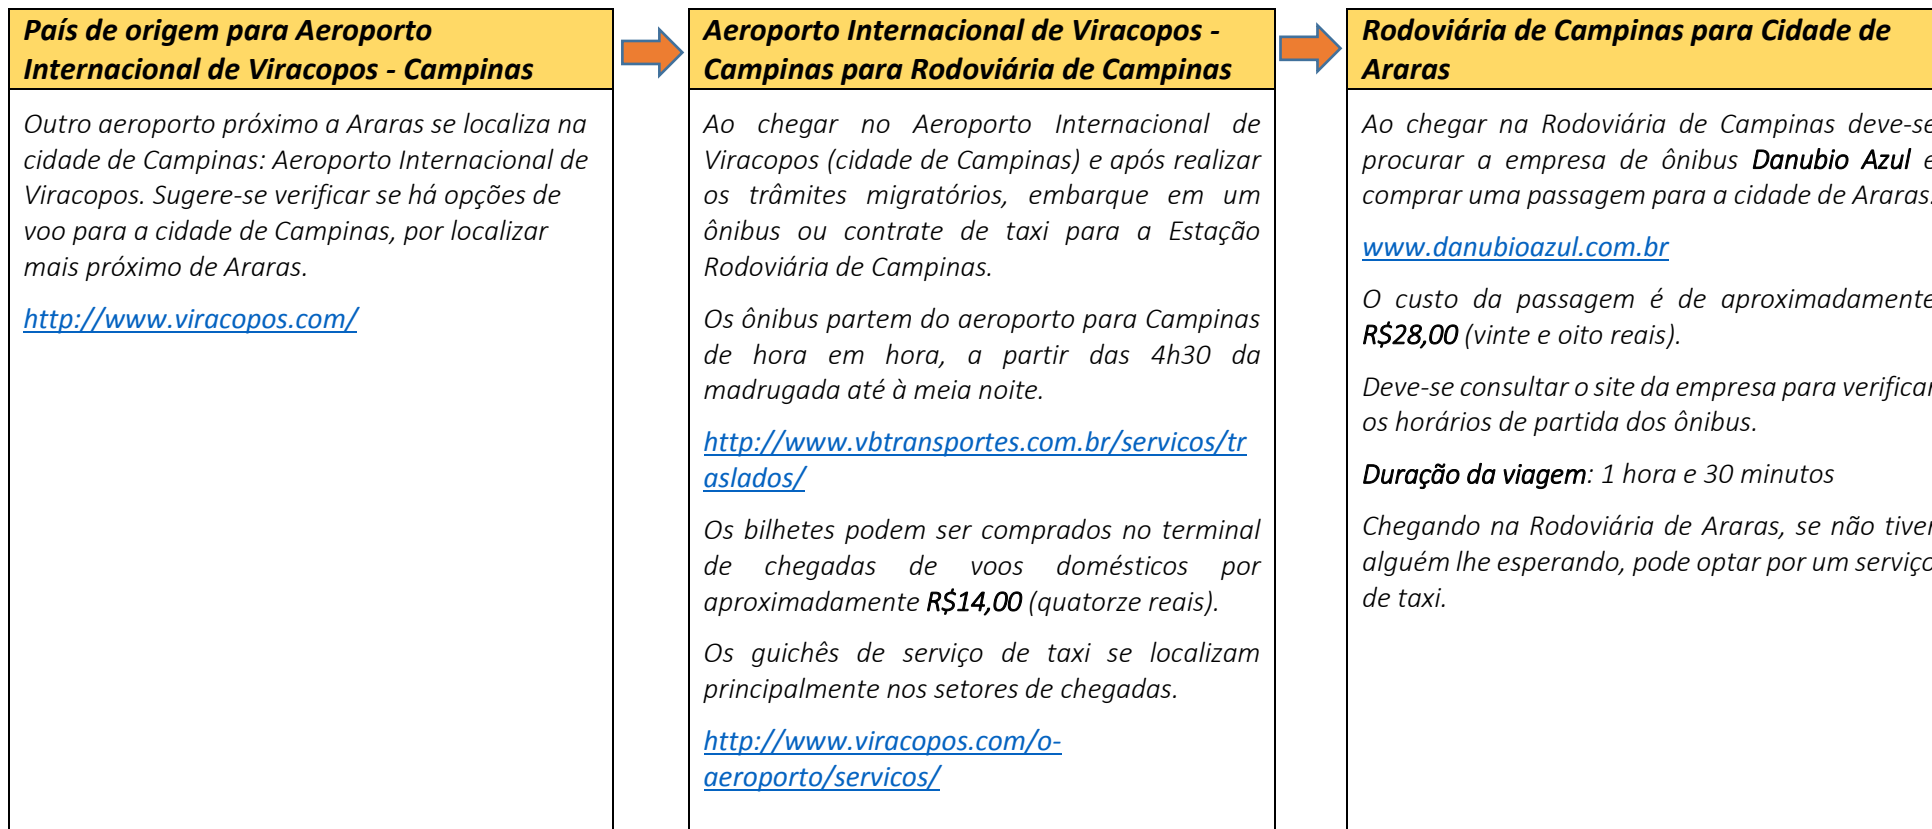 País de origem para Aeroporto
Internacional de Viracopos - Campinas
Outro aeroporto próximo a Araras se localiza na
cidade de Campinas: Aeroporto Internacional de
Viracopos. Sugere-se verificar se há opções de
voo para a cidade de Campinas, por localizar
mais próximo de Araras.
http://www.viracopos.com/
Aeroporto Internacional de Viracopos -
Campinas para Rodoviária de Campinas
Ao chegar no Aeroporto Internacional de
Viracopos (cidade de Campinas) e após realizar
os trâmites migratórios, embarque em um
ônibus ou contrate de taxi para a Estação
Rodoviária de Campinas.
Os ônibus partem do aeroporto para Campinas
de hora em hora, a partir das 4h30 da
madrugada até à meia noite.
http://www.vbtransportes.com.br/servicos/tr
aslados/
Os bilhetes podem ser comprados no terminal
de chegadas de voos domésticos por
aproximadamente R$14,00 (quatorze reais).
Os guichês de serviço de taxi se localizam
principalmente nos setores de chegadas.
http://www.viracopos.com/o-
aeroporto/servicos/
Rodoviária de Campinas para Cidade de
Araras
Ao chegar na Rodoviária de Campinas deve-se
procurar a empresa de ônibus Danubio Azul e
comprar uma passagem para a cidade de Araras.
www.danubioazul.com.br
O custo da passagem é de aproximadamente
R$28,00 (vinte e oito reais).
Deve-se consultar o site da empresa para verificar
os horários de partida dos ônibus.
Duração da viagem: 1 hora e 30 minutos
Chegando na Rodoviária de Araras, se não tiver
alguém lhe esperando, pode optar por um serviço
de taxi.